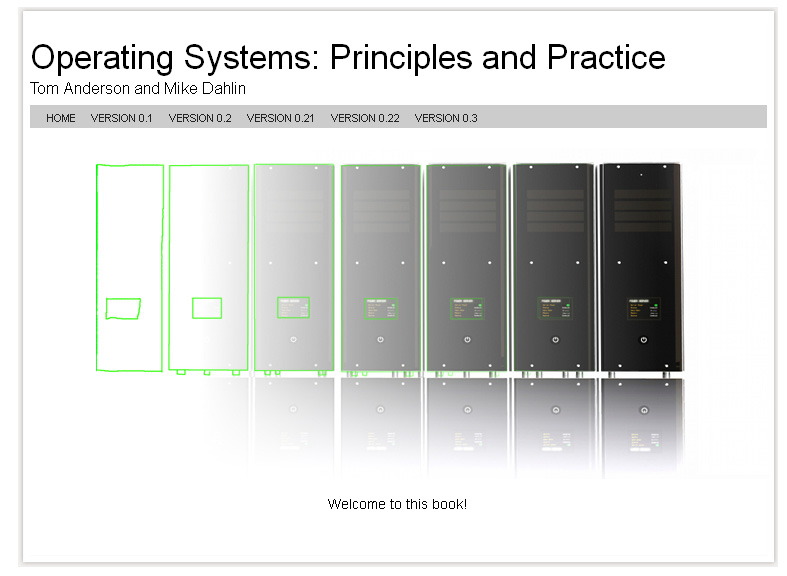 Operating Systems: Principles and Practice
Tom Anderson and Mike Dahlin
HOME VERSION 0.1 VERSION 0.2 VERSION 0.21 VERSION 0.22 VERSION 0.3
Welcome to this book!